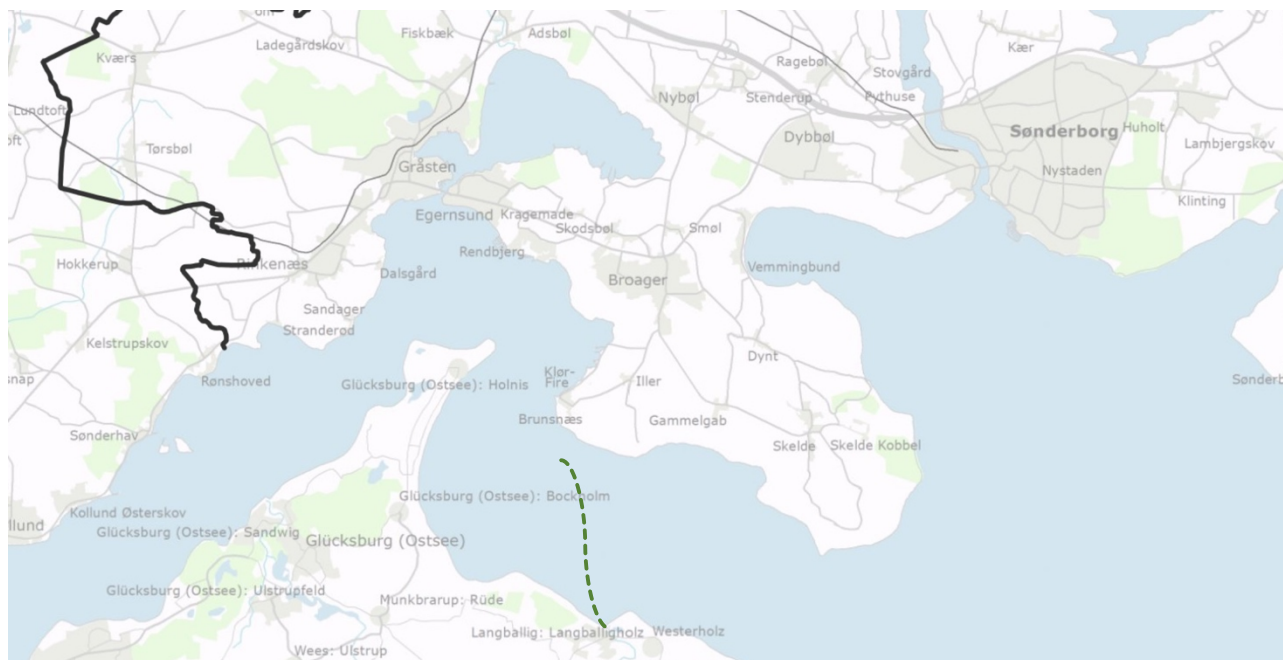 Fiskbæk
Adsbøl
Ladegårdskov
Kværs
Kær
Ragebøl
Stovgård
Nybøl
Stenderup
Pythuse
Lundtoft
Sønderborg
Huholt
Dybbøl
Lambjergskov
Tørsbøl
Gråsten
Nystaden
Klinting
Egernsund
Kragemade
Skodsbøl
Smøl
Rendbjerg
Hokkerup
Rinkenæs
Dalsgård
Broager
Vemmingbund
Sandager
Stranderød
Kelstrupskov
Dynt
Rønshoved
Glücksburg (Ostsee): Holnis
Klør-
Fire
Iller
Brunsnæs
Gammelgab
Sønderhav
Skelde
Skelde Kobbel
Glücksburg (Ostsee): Bockholm
Kollund Østerskov
Glücksburg (Ostsee): Sandwig
Glücksburg (Ostsee)
Glücksburg (Ostsee): Ulstrupfeld
Munkbrarup: Rüde
Langballig: Langballigholz
Westerholz
Wees: Ulstrup